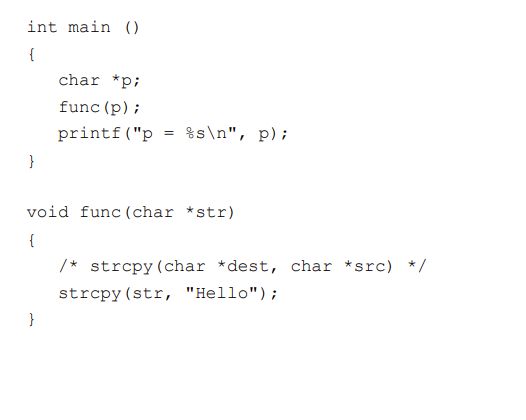 int main ()
{
char *p;
func(p);
printf("p = %s\n", p);
}
void func(char *str)
{
/* strcpy(char *dest, char *src) */
strcpy(str, "Hello");
}